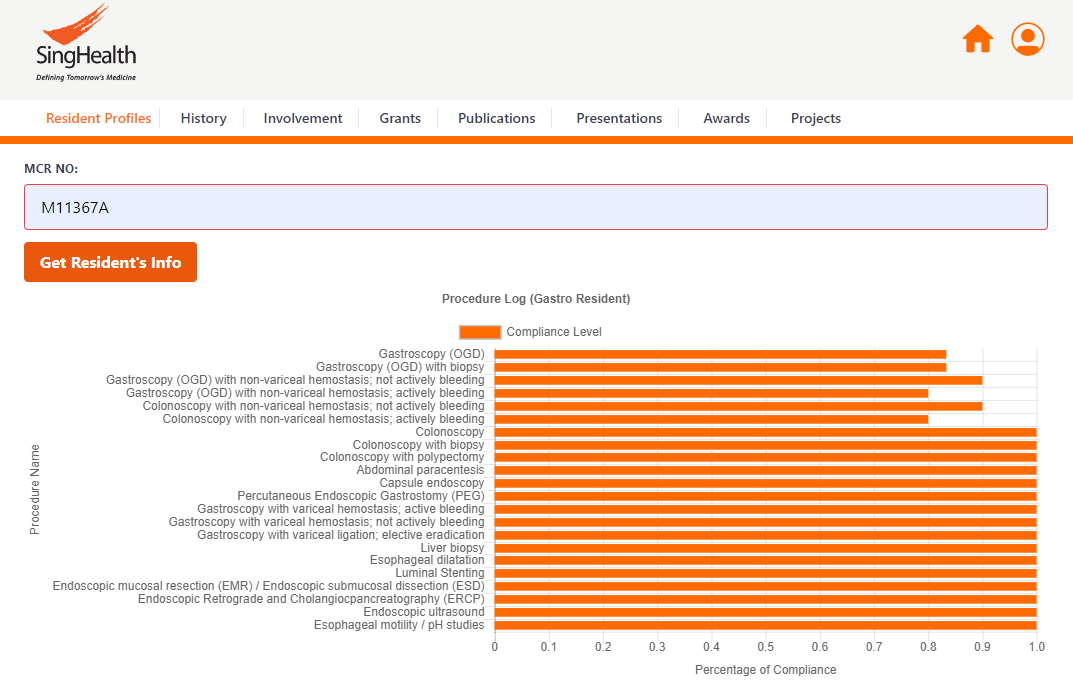 SingHealth
Defining Tomorrow's Medicine
Resident Profiles History Involvement Grants Publications Presentations Awards Projects
MCR NO:
M11367A
Get Resident's Info
Procedure Log (Gastro Resident)
Compliance Level
Gastroscopy (OGD)
Gastroscopy (OGD) with biopsy
Gastroscopy (OGD) with non-variceal hemostasis; not actively bleeding
Gastroscopy (OGD) with non-variceal hemostasis; actively bleeding
Colonoscopy with non-variceal hemostasis; not actively bleeding
Colonoscopy with non-variceal hemostasis; actively bleeding
Colonoscopy
Colonoscopy with biopsy
Colonoscopy with polypectomy
Abdominal paracentesis
Capsule endoscopy
Percutaneous Endoscopic Gastrostomy (PEG)
Gastroscopy with variceal hemostasis; active bleeding
Gastroscopy with variceal hemostasis; not actively bleeding
Gastroscopy with variceal ligation; elective eradication
Liver biopsy
Esophageal dilatation
Luminal Stenting
Endoscopic mucosal resection (EMR) / Endoscopic submucosal dissection (ESD)
Endoscopic Retrograde and Cholangiocpancreatography (ERCP)
Endoscopic ultrasound
Esophageal motility / pH studies
Procedure Name
0 0.1 0.2 0.3 0.4 0.5 0.6 0.7 0.8 0.9 1.0
Percentage of Compliance